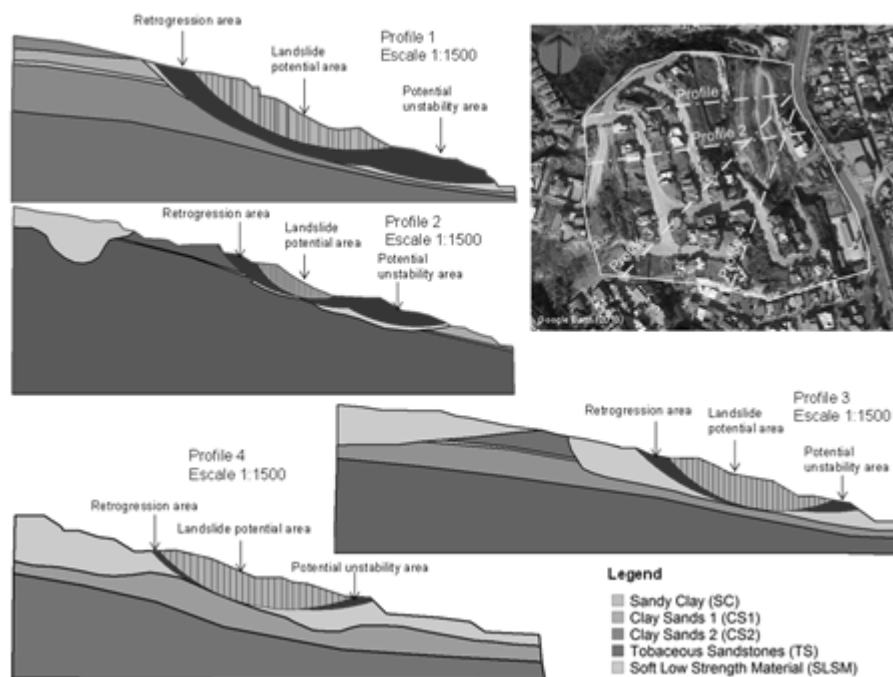 Retrogression area
Landslide
potential area
Profile 1
Escale 1:1500
Potential
unstability area
Profile 1
Profile 2
Google Earth
Retrogression area
Landslide
potential area
Profile 2
Escale 1:1500
Potential
unstability area
Profile 3
Escale 1:1500
Retrogression area
Landslide
potential area
Potential
unstability area
Profile 4
Escale 1:1500
Retrogression area
Landslide potential area
Potential unstability area
Legend
Sandy Clay (SC)
Clay Sands 1 (CS1)
Clay Sands 2 (CS2)
Tobaceous Sandstones (TS)
Soft Low Strength Material (SLSM)